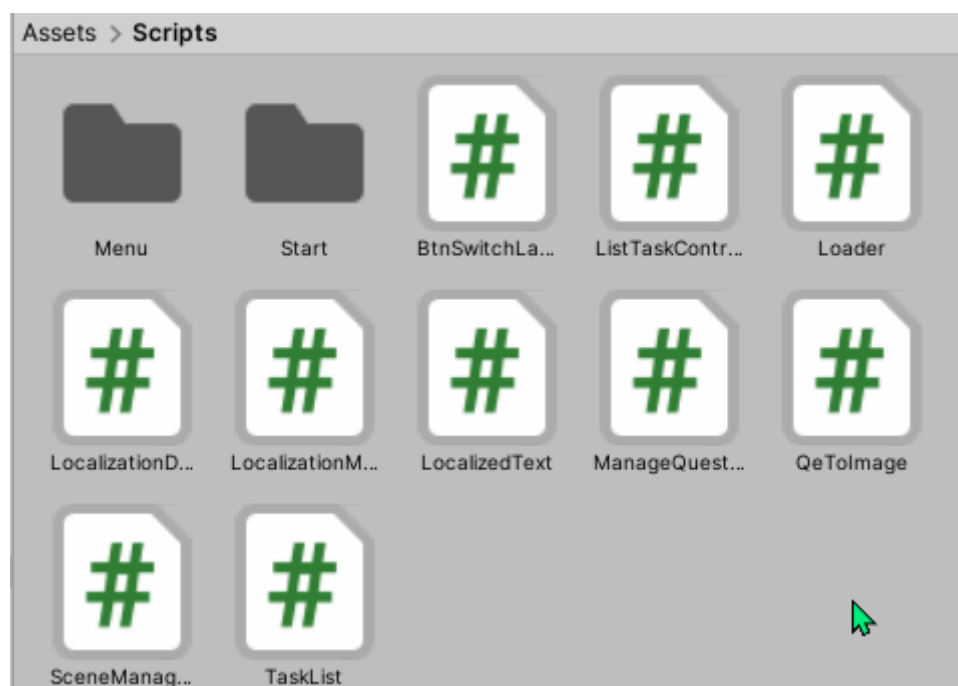 Assets > Scripts
Menu Start BtnSwitchLa... ListTaskContr... Loader
LocalizationD... LocalizationM... LocalizedText ManageQuest... QeToImage
SceneManag... TaskList